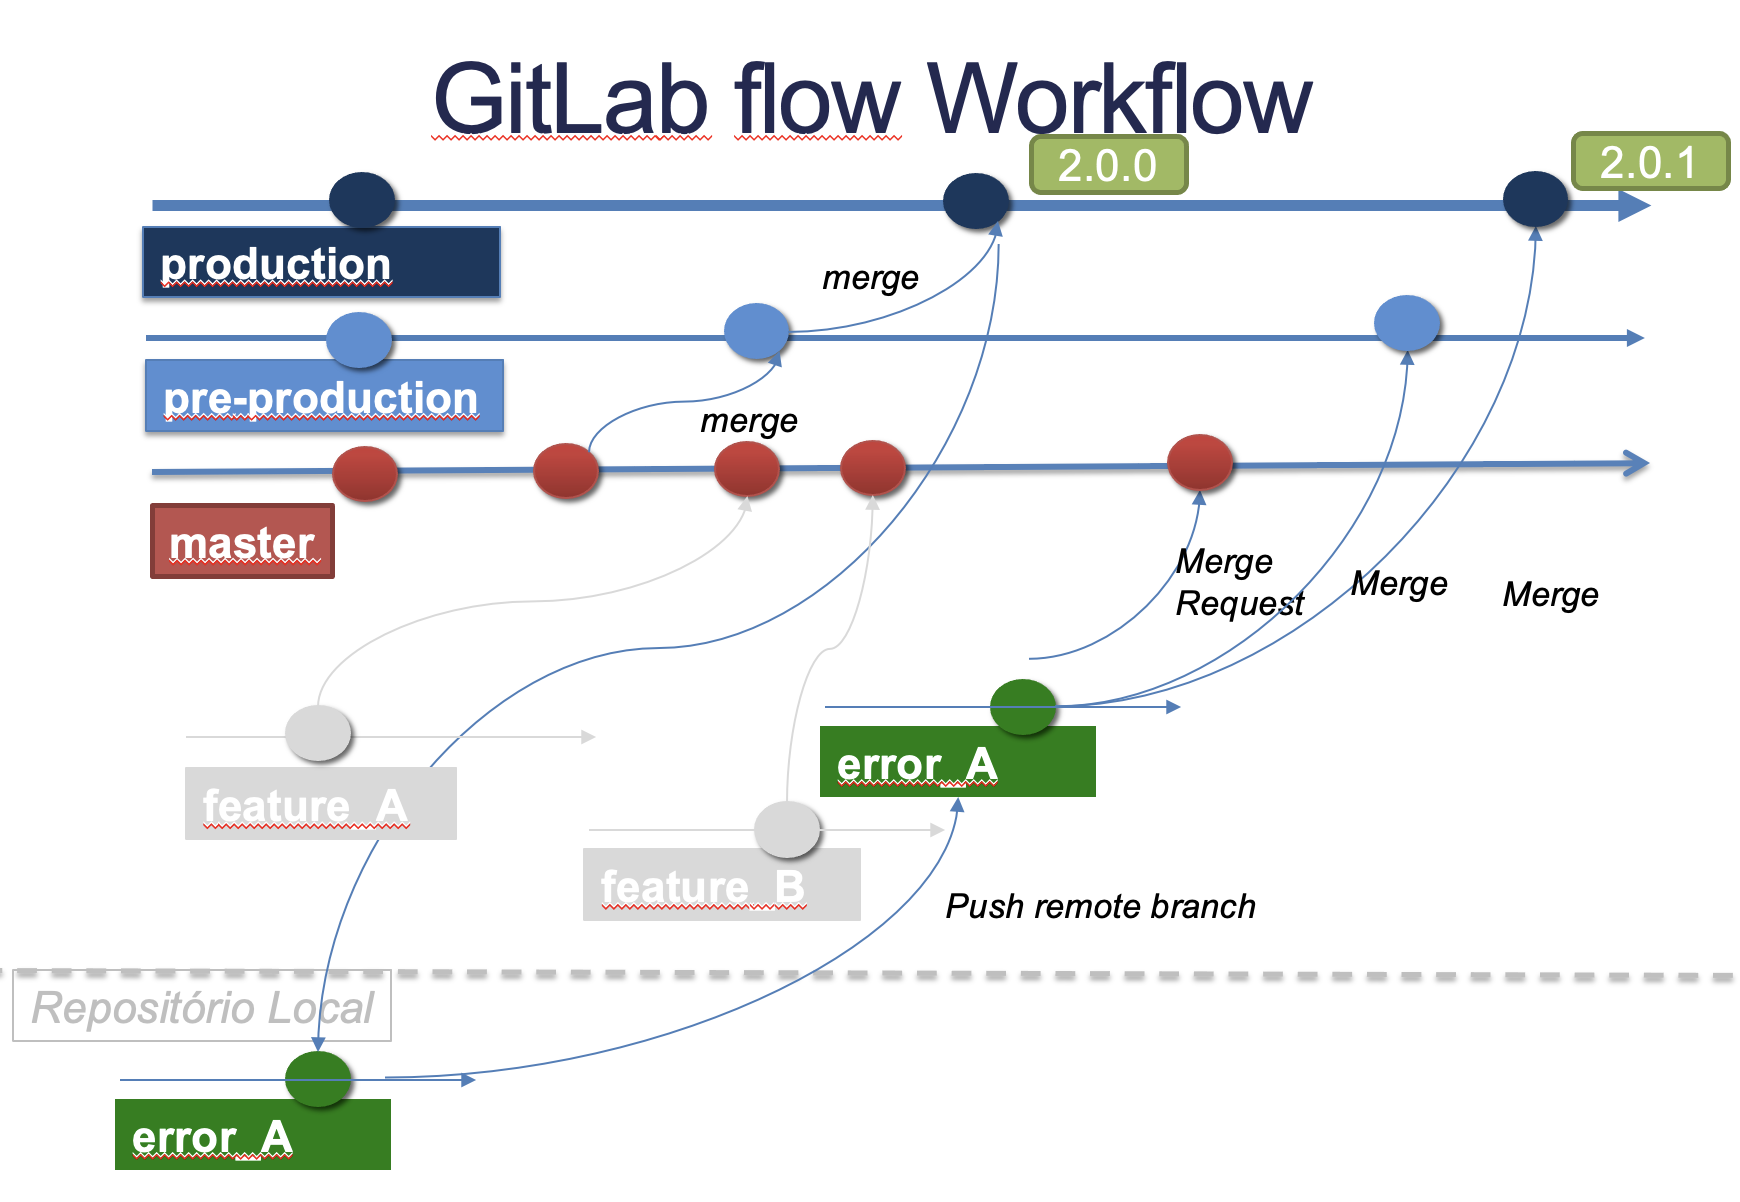 GitLab flow Workflow
2.0.0
2.0.1
production
merge
pre-production
merge
master
Merge
Request
Merge
Merge
error_A
feature_A
feature_B
Push remote branch
Repositório Local
error_A